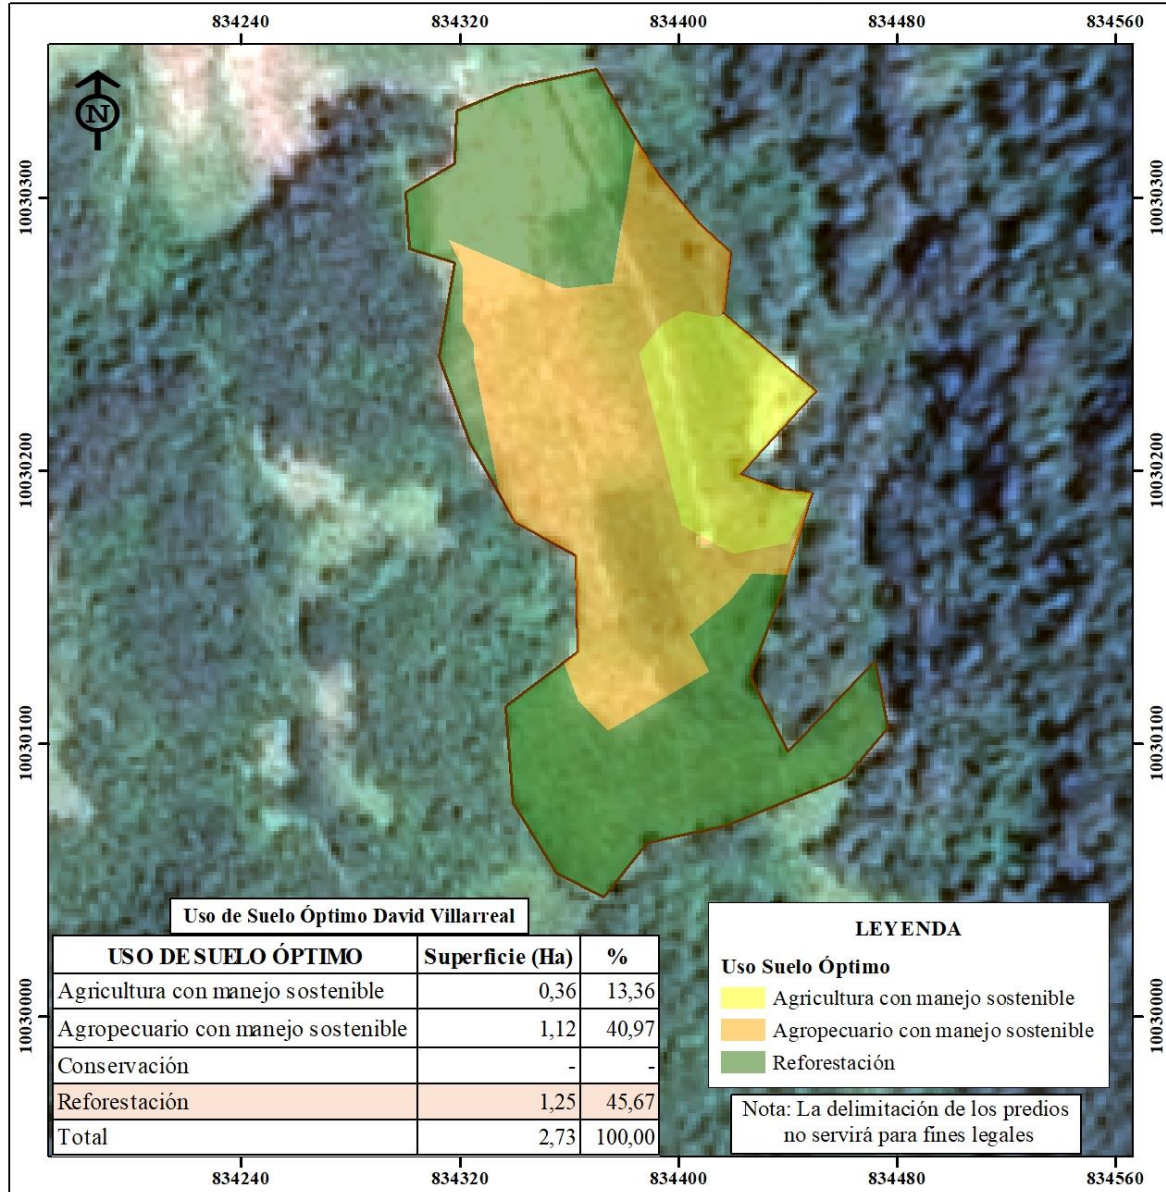 834240 834320 834400 834480 834560
N
10030300 10030300
10030200 10030200
10030100 10030100
10030000 10030000
Uso de Suelo Óptimo David Villarreal
USO DE SUELO ÓPTIMO Superficie (Ha) %
Agricultura con manejo sostenible 0,36 13,36
Agropecuario con manejo sostenible 1,12 40,97
Conservación - -
Reforestación 1,25 45,67
Total 2,73 100,00
LEYENDA
Uso Suelo Óptimo
Agricultura con manejo sostenible
Agropecuario con manejo sostenible
Reforestación
Nota: La delimitación de los predios
no servirá para fines legales
834240 834320 834400 834480 834560